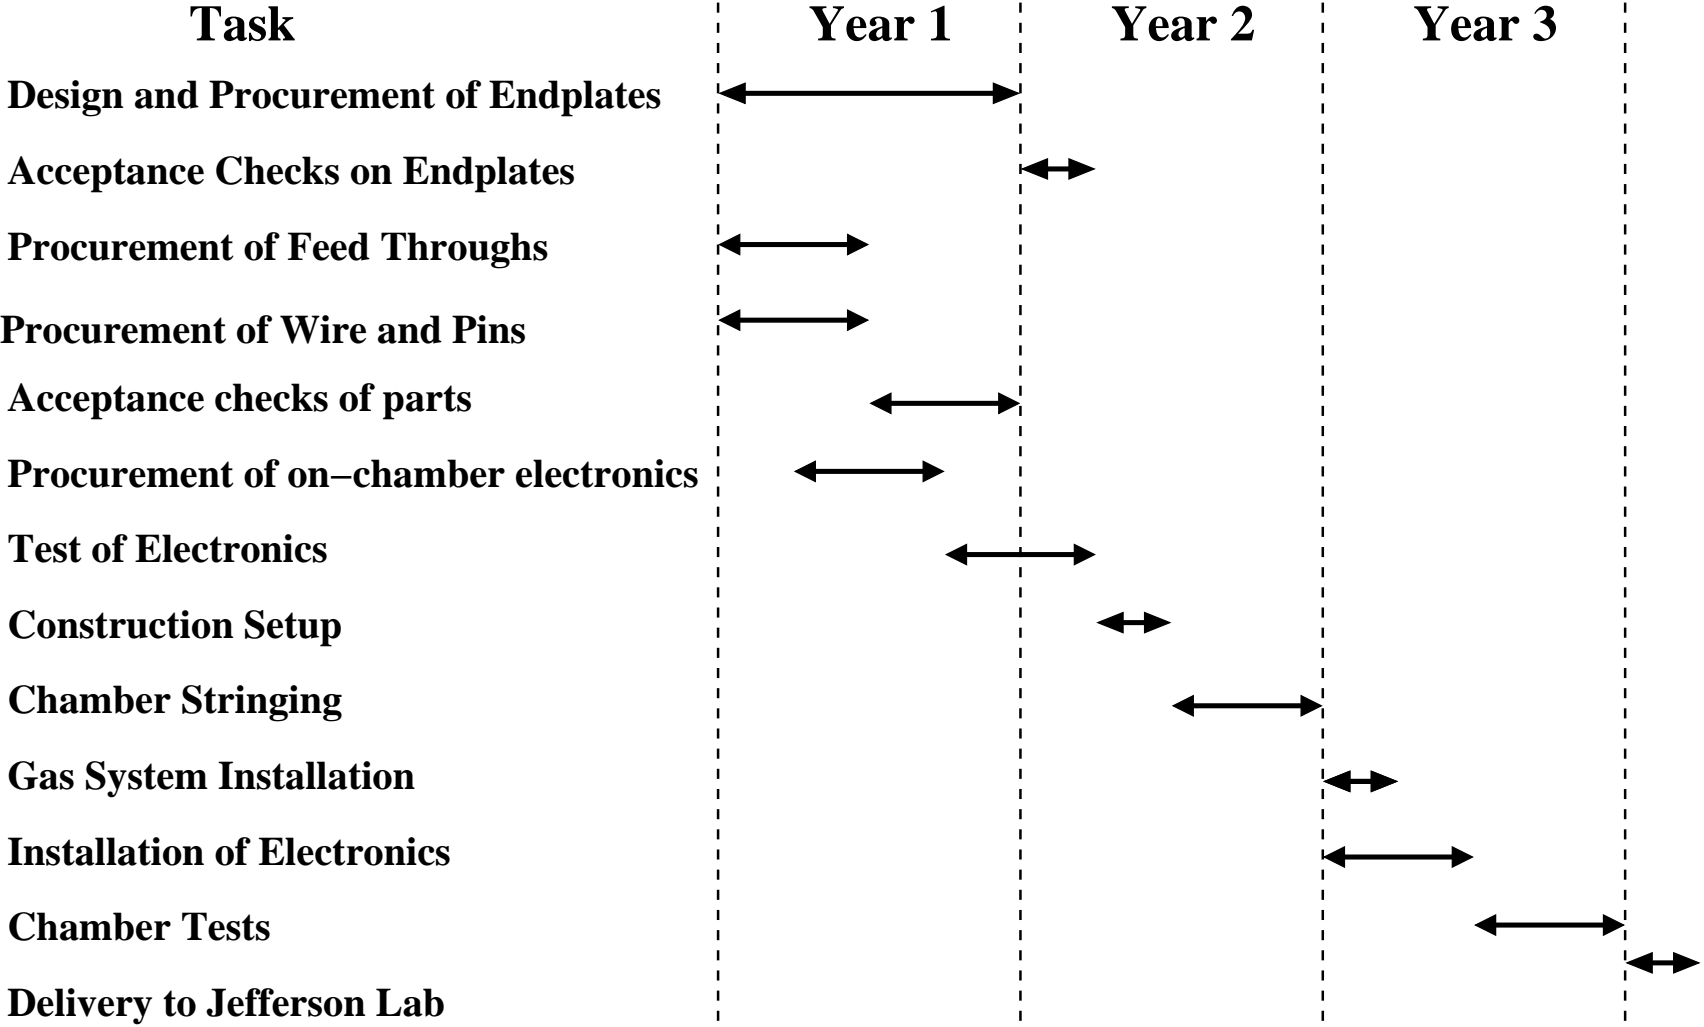 Task Year 1 Year 2 Year 3
Design and Procurement of Endplates
Acceptance Checks on Endplates
Procurement of Feed Throughs
Procurement of Wire and Pins
Acceptance checks of parts
Procurement of on−chamber electronics
Test of Electronics
Construction Setup
Chamber Stringing
Gas System Installation
Installation of Electronics
Chamber Tests
Delivery to Jefferson Lab